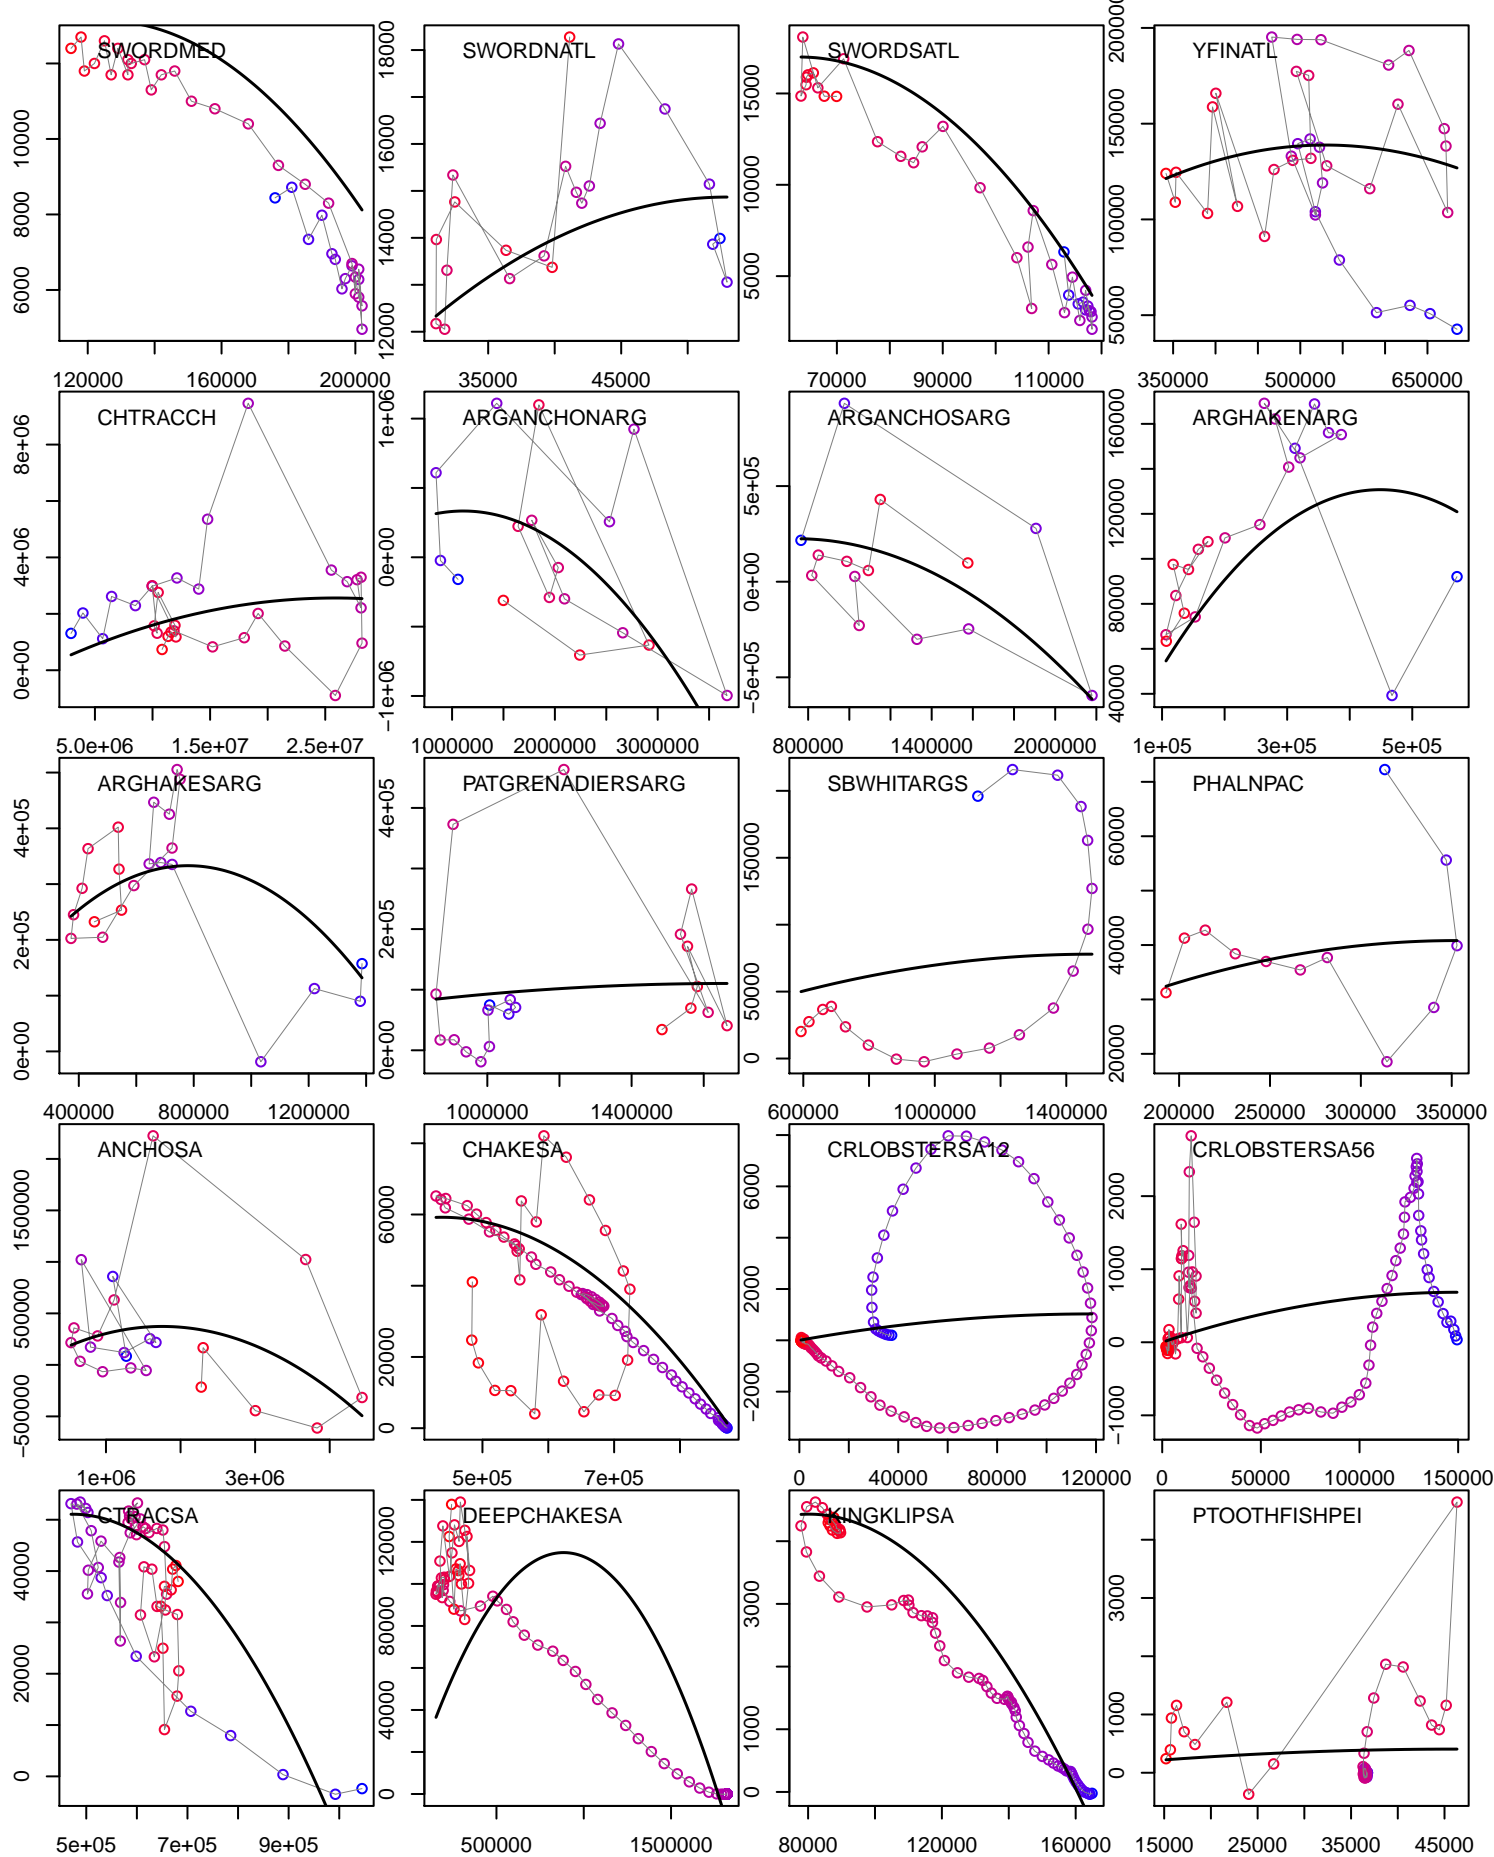 SWORDMED
6000 8000 10000
120000 160000 200000
SWORDNATL
12000 14000 16000 18000
35000 45000
SWORDSATL
5000 10000 15000
70000 90000 110000
YFINATL
50000 100000 150000 200000
350000 500000 650000
CHTRACCH
0e+00 4e+06 8e+06
5.0e+06 1.5e+07 2.5e+07
ARGANCHONARG
−1e+06 0e+00 1e+06
1000000 2000000 3000000
ARGANCHOSARG
−5e+05 0e+00 5e+05
800000 1400000 2000000
ARGHAKENARG
40000 80000 120000 160000
1e+05 3e+05 5e+05
ARGHAKESARG
0e+00 2e+05 4e+05
400000 800000 1200000
PATGRENADIERSARG
0e+00 2e+05 4e+05
1000000 1400000
SBWHITARGS
0 50000 150000
600000 1000000 1400000
PHALNPAC
20000 40000 60000
200000 250000 300000 350000
ANCHOSA
−500000 500000 1500000
1e+06 3e+06
CHAKESA
0 20000 60000
5e+05 7e+05
CRLOBSTERSA12
−2000 2000 6000
0 40000 80000 120000
CRLOBSTERSA56
−1000 0 1000 2000
0 50000 100000 150000
CTRACSA
0 20000 40000
5e+05 7e+05 9e+05
DEEPCHAKESA
0 40000 80000 120000
500000 1500000
KINGKLIPSA
0 1000 3000
80000 120000 160000
PTOOTHFISHPEI
0 1000 3000
15000 25000 35000 45000